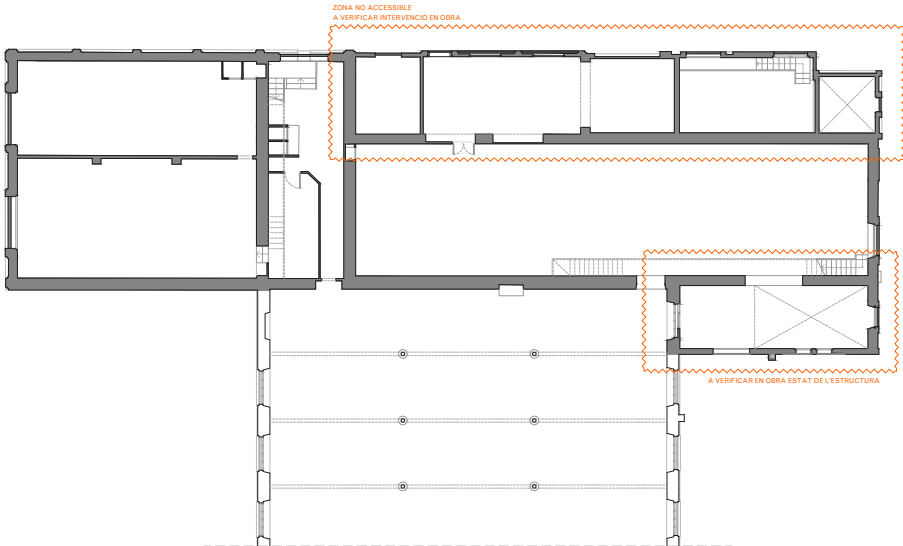 ZONA NO ACCESSIBLE
A VERIFICAR INTERVENCIÓ EN OBRA
A VERIFICAR EN OBRA ESTAT DE L'ESTRUCTURA